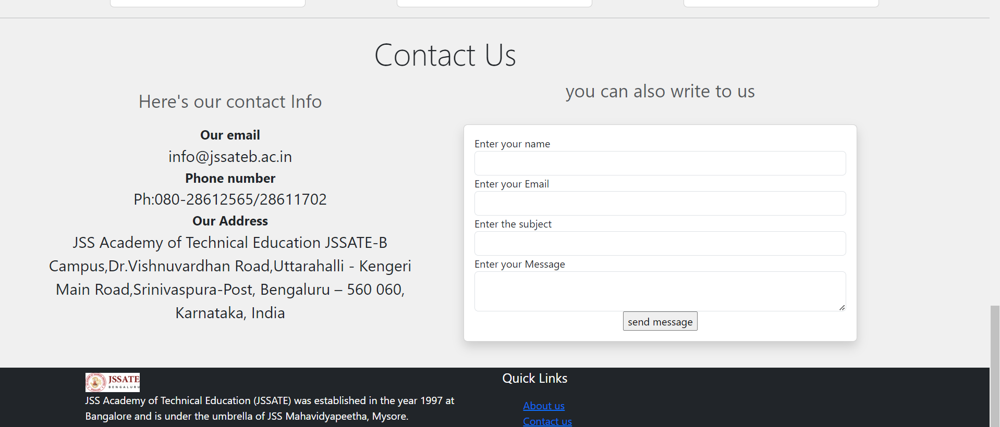 Contact Us
Here's our contact Info
Our email
info@jssateb.ac.in
Phone number
Ph:080-28612565/28611702
Our Address
JSS Academy of Technical Education JSSATE-B
Campus,Dr.Vishnuvardhan Road,Uttarahalli - Kengeri
Main Road,Srinivaspura-Post, Bengaluru – 560 060,
Karnataka, India
you can also write to us
Enter your name
Enter your Email
Enter the subject
Enter your Message
send message
JSSATE
BENGALURU
JSS Academy of Technical Education (JSSATE) was established in the year 1997 at
Bangalore and is under the umbrella of JSS Mahavidyapeetha, Mysore.
Quick Links
About us
Contact us